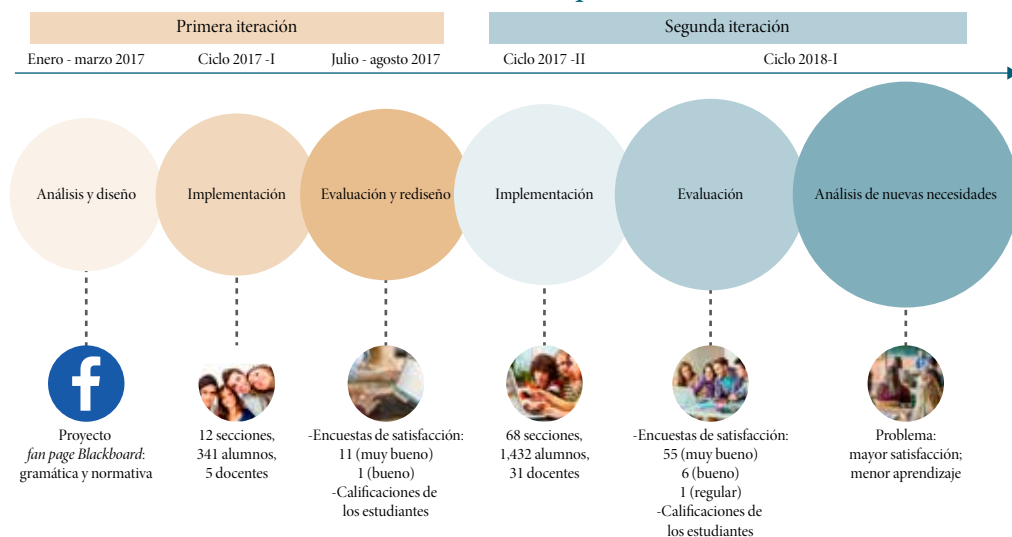 Primera iteración
Segunda iteración
Enero - marzo 2017
Ciclo 2017 -I
Julio - agosto 2017
Ciclo 2017 -II
Ciclo 2018-I
Análisis y diseño
Implementación
Evaluación y rediseño
Implementación
Evaluación
Análisis de nuevas necesidades
Proyecto
fan page Blackboard:
gramática y normativa
12 secciones,
341 alumnos,
5 docentes
-Encuestas de satisfacción:
11 (muy bueno)
1 (bueno)
-Calificaciones de
los estudiantes
68 secciones,
1,432 alumnos,
31 docentes
-Encuestas de satisfacción:
55 (muy bueno)
6 (bueno)
1 (regular)
-Calificaciones de
los estudiantes
Problema:
mayor satisfacción;
menor aprendizaje